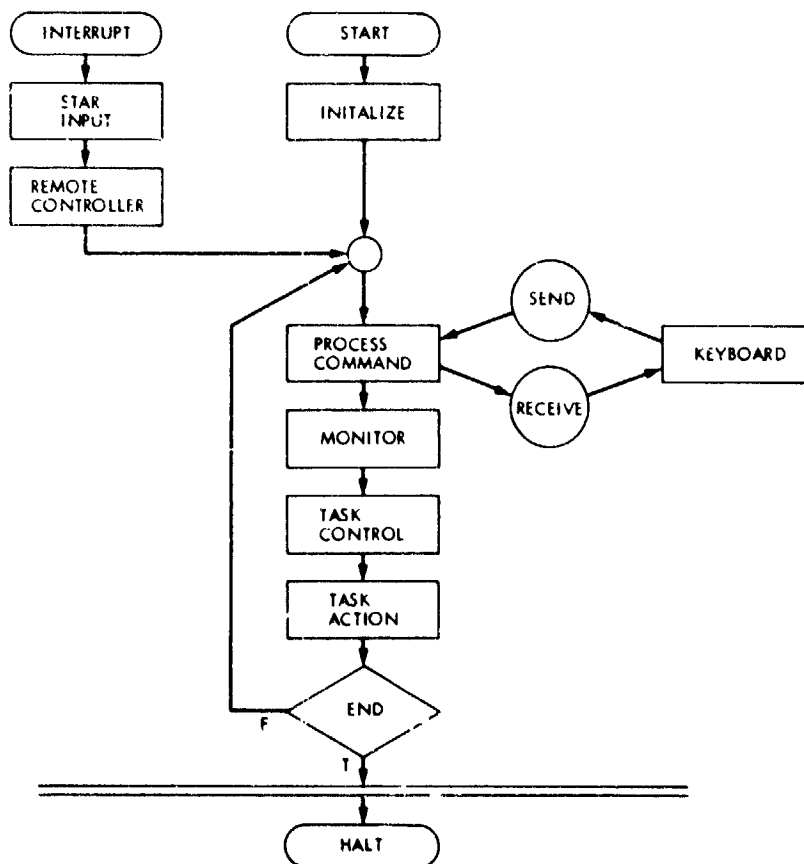 INTERRUPT
START
STAR
INPUT
INITALIZE
REMOTE
CONTROLLER
SEND
PROCESS
COMMAND
KEYBOARD
RECEIVE
MONITOR
TASK
CONTROL
TASK
ACTION
END
F
T
HALT